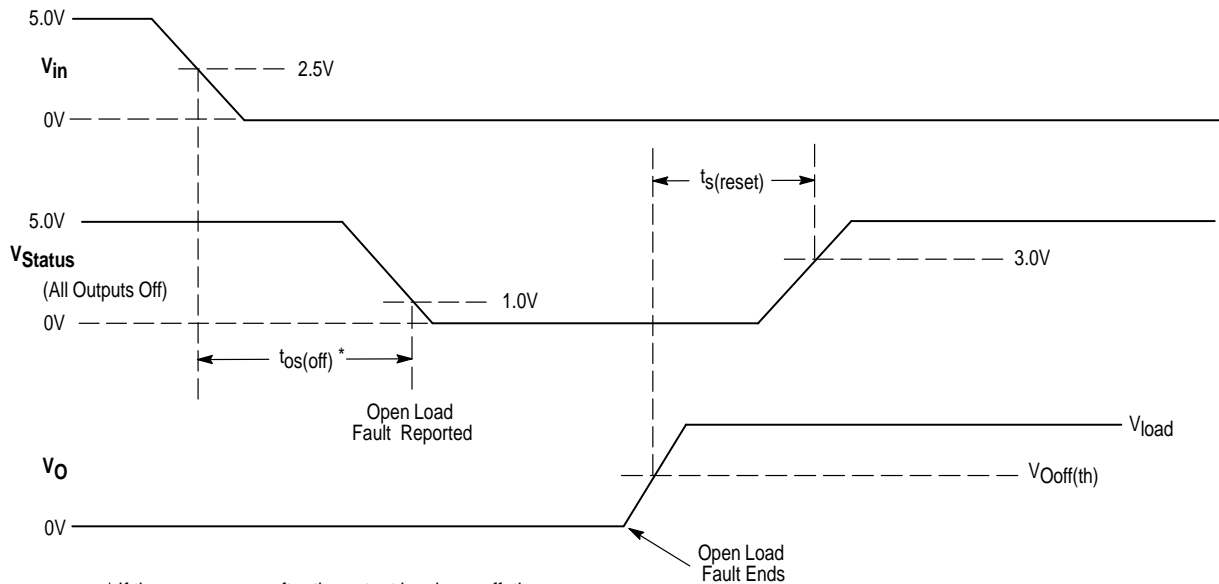 5.0V
Vin
2.5V
0V
ts(reset)
5.0V
VStatus
3.0V
(All Outputs Off)
1.0V
0V
tos(off) *
Open Load
Fault Reported
Vload
VO
VOoff(th)
0V
Open Load
Fault Ends